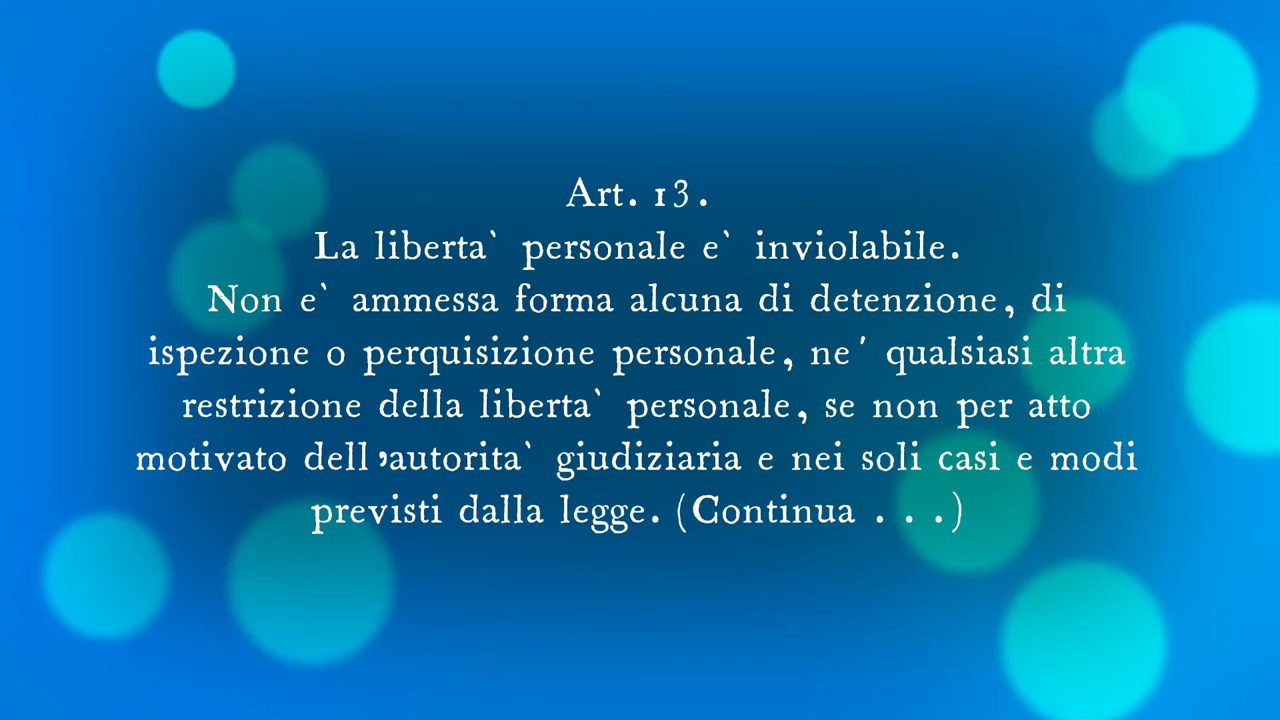 Art. 13.
La liberta` personale e` inviolabile.
Non e` ammessa forma alcuna di detenzione, di
ispezione o perquisizione personale, ne' qualsiasi altra
restrizione della liberta` personale, se non per atto
motivato dell'autorita` giudiziaria e nei soli casi e modi
previsti dalla legge. (Continua . . .)